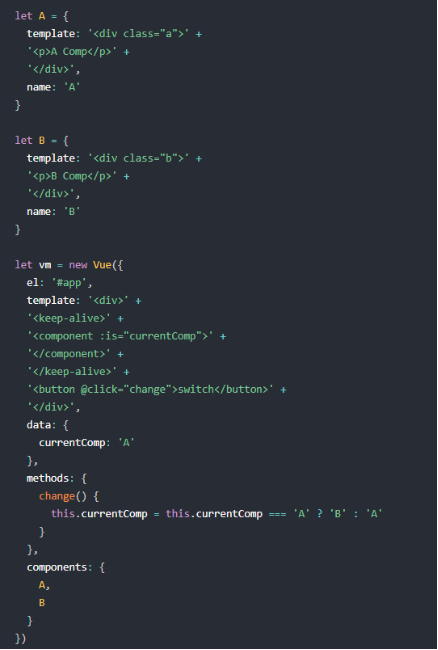 let A = {
  template: '<div class="a">' +
  '<p>A Comp</p>' +
  '</div>',
  name: 'A'
}

let B = {
  template: '<div class="b">' +
  '<p>B Comp</p>' +
  '</div>',
  name: 'B'
}

let vm = new Vue({
  el: '#app',
  template: '<div>' +
  '<keep-alive>' +
  '<component :is="currentComp">' +
  '</component>' +
  '</keep-alive>' +
  '<button @click="change">switch</button>' +
  '</div>',
  data: {
    currentComp: 'A'
  },
  methods: {
    change() {
      this.currentComp = this.currentComp === 'A' ? 'B' : 'A'
    }
  },
  components: {
    A,
    B
  }
})